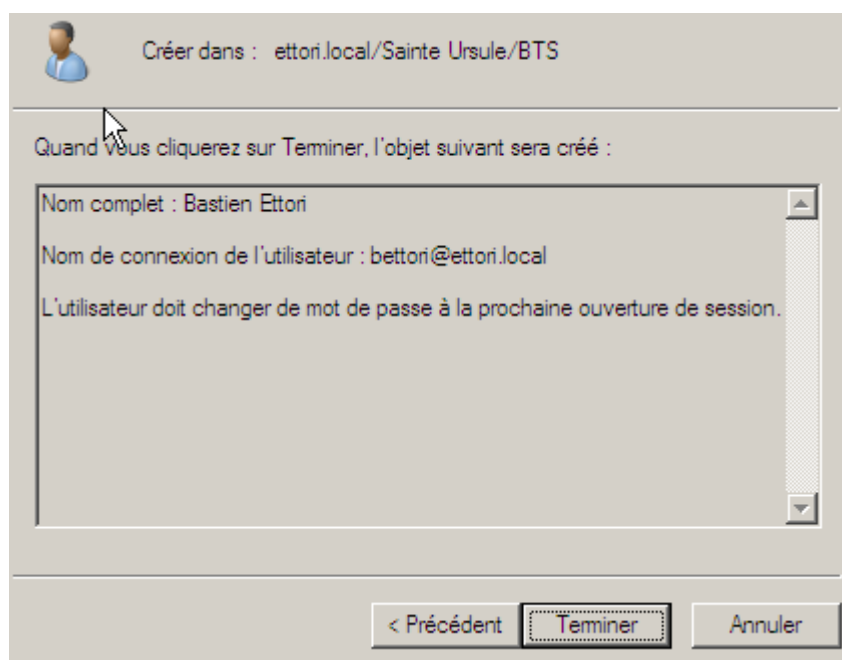 Créer dans : ettori.local/Sainte Ursule/BTS
Quand vous cliquerez sur Terminer, l'objet suivant sera créé :
Nom complet : Bastien Ettori
Nom de connexion de l'utilisateur : bettori@ettori.local
L'utilisateur doit changer de mot de passe à la prochaine ouverture de session.
< Précédent
Terminer
Annuler